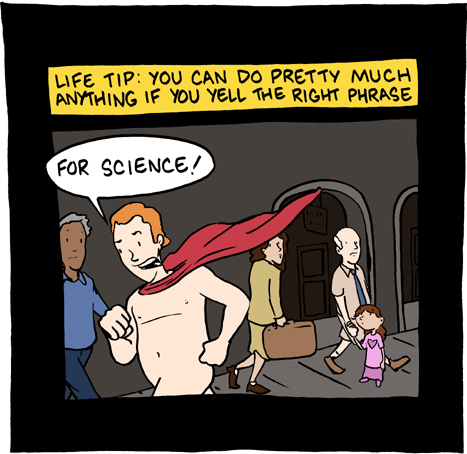 LIFE TIP: YOU CAN DO PRETTY MUCH
ANYTHING IF YOU YELL THE RIGHT PHRASE
FOR SCIENCE!